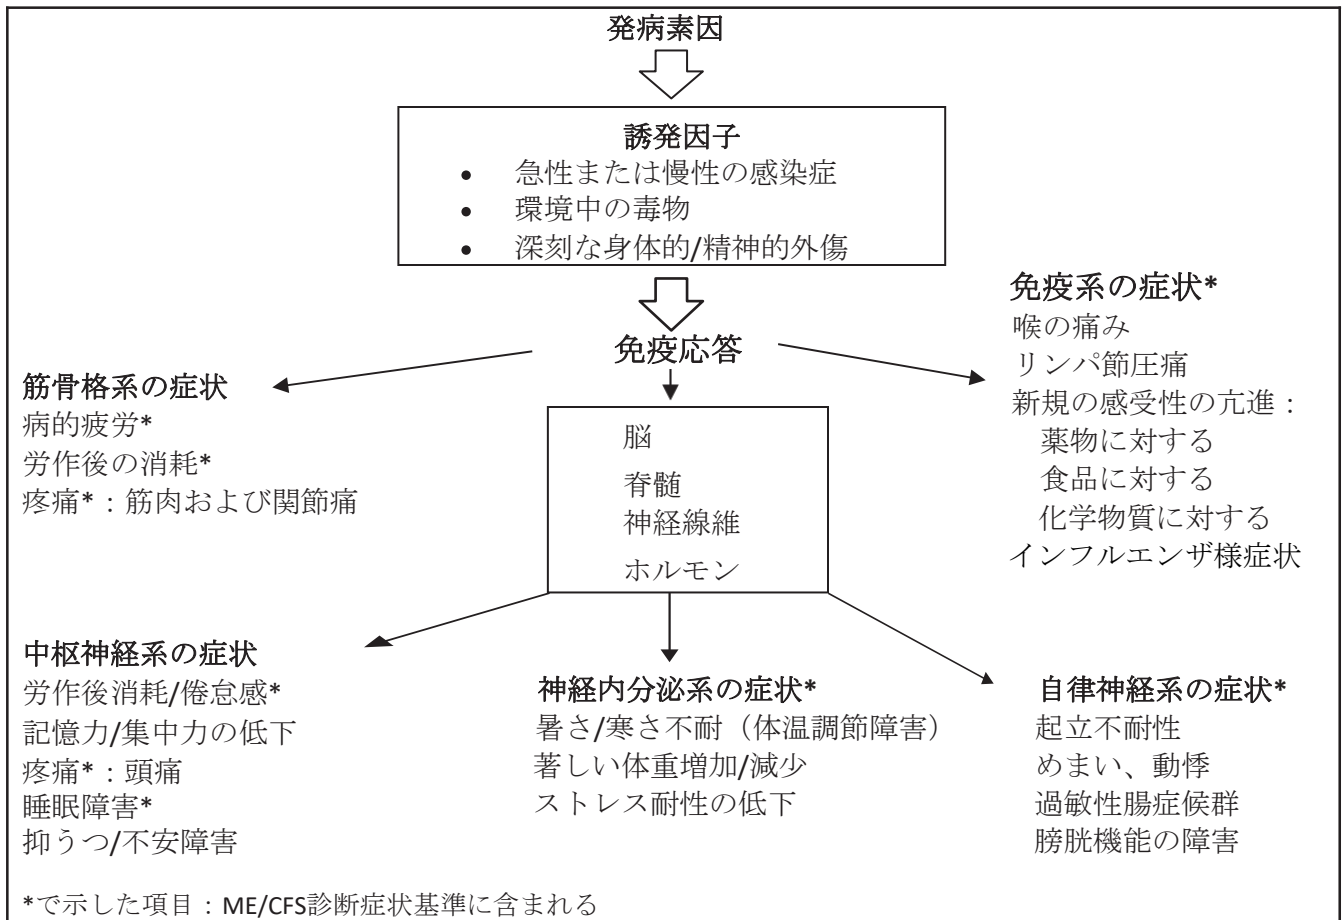 発病素因
誘発因子
• 急性または慢性の感染症
• 環境中の毒物
• 深刻な身体的/精神的外傷
免疫応答
免疫系の症状*
喉の痛み
リンパ節圧痛
新規の感受性の亢進：
薬物に対する
食品に対する
化学物質に対する
インフルエンザ様症状
筋骨格系の症状
病的疲労*
労作後の消耗*
疼痛*：筋肉および関節痛
脳
脊髄
神経線維
ホルモン
中枢神経系の症状
労作後消耗/倦怠感*
記憶力/集中力の低下
疼痛*：頭痛
睡眠障害*
抑うつ/不安障害
神経内分泌系の症状*
暑さ/寒さ不耐（体温調節障害）
著しい体重増加/減少
ストレス耐性の低下
自律神経系の症状*
起立不耐性
めまい、動悸
過敏性腸症候群
膀胱機能の障害
*で示した項目：ME/CFS診断症状基準に含まれる